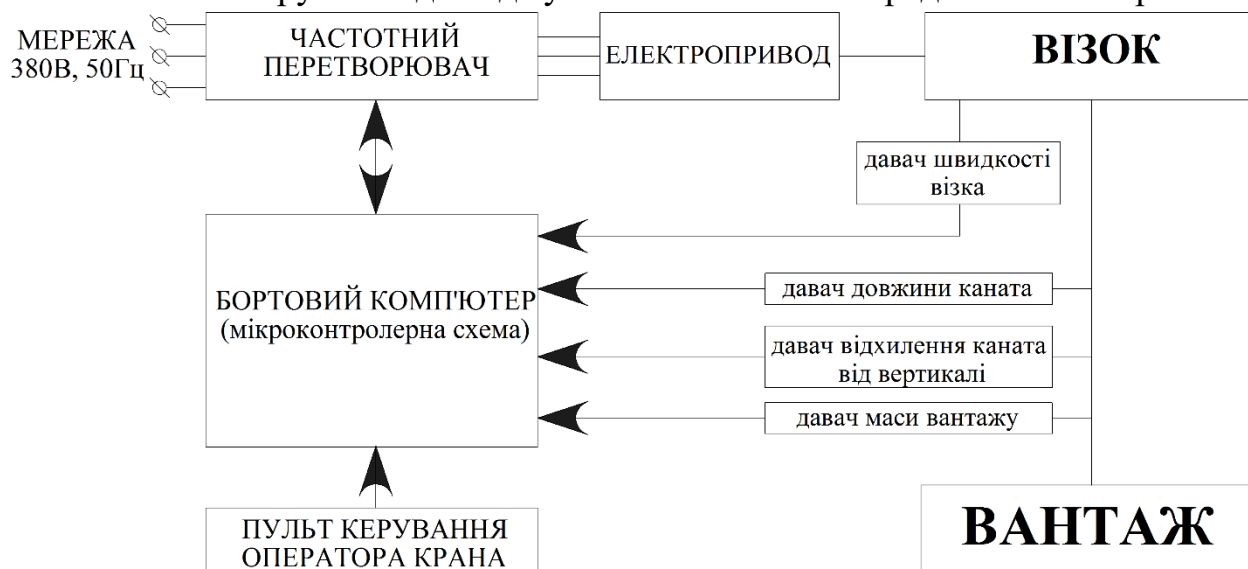 МЕРЕЖА
380В, 50Гц
ЧАСТОТНИЙ
ПЕРЕТВОРЮВАЧ
ЕЛЕКТРОПРИВОД
ВІЗОК
давач швидкості
візка
БОРТОВИЙ КОМП'ЮТЕР
(мікроконтролерна схема)
давач довжини каната
давач відхилення каната
від вертикалі
давач маси вантажу
ПУЛЬТ КЕРУВАННЯ
ОПЕРАТОРА КРАНА
ВАНТАЖ